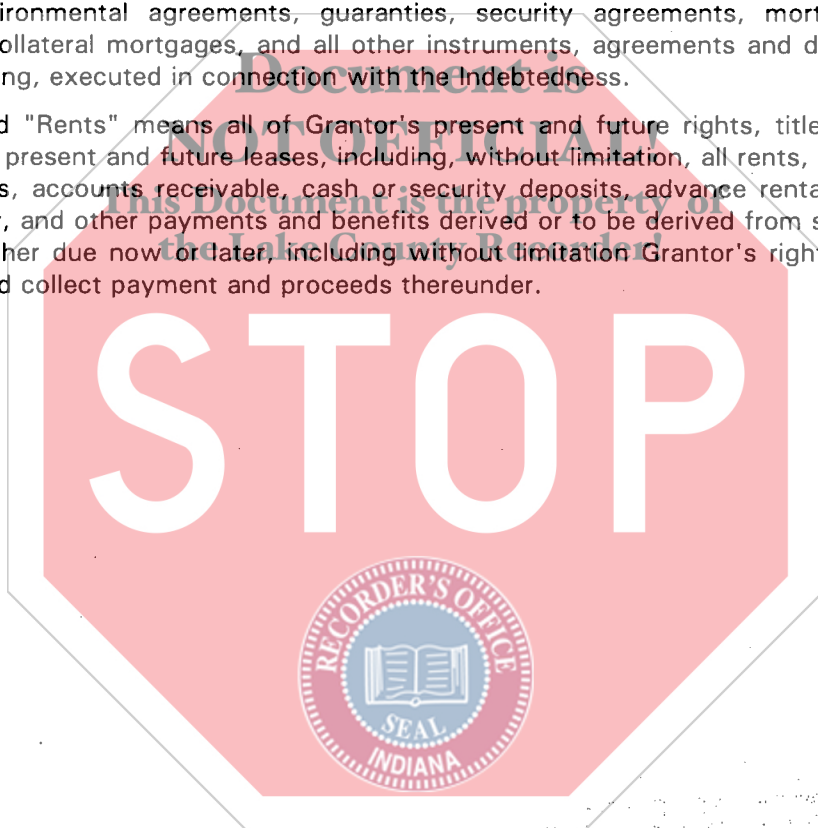 ironmental agreements, guaranties, security agreements, mort
ollateral mortgages, and all other instruments, agreements and d
ng, executed in connection with the Indebtedness.
Document is
d "Rents" means all of Grantor's present and future rights, title
NOT OFFICIAL!
present and future leases, including, without limitation, all rents,
s, accounts receivable, cash or security deposits, advance renta
This Document is the property of
, and other payments and benefits derived or to be derived from s
the Lake County Recorder!
her due now or later, including without limitation Grantor's right
d collect payment and proceeds thereunder.
STOP
RECORDER'S OFFICE
SEAL
INDIANA